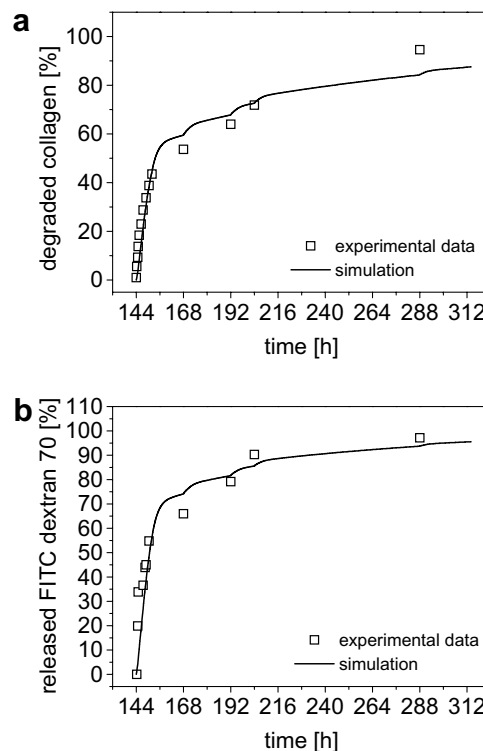 a
degraded collagen [%]
100
80
60
40
20
0
□ experimental data
— simulation
144 168 192 216 240 264 288 312
time [h]
b
released FITC dextran 70 [%]
110
100
90
80
70
60
50
40
30
20
10
0
□ experimental data
— simulation
144 168 192 216 240 264 288 312
time [h]